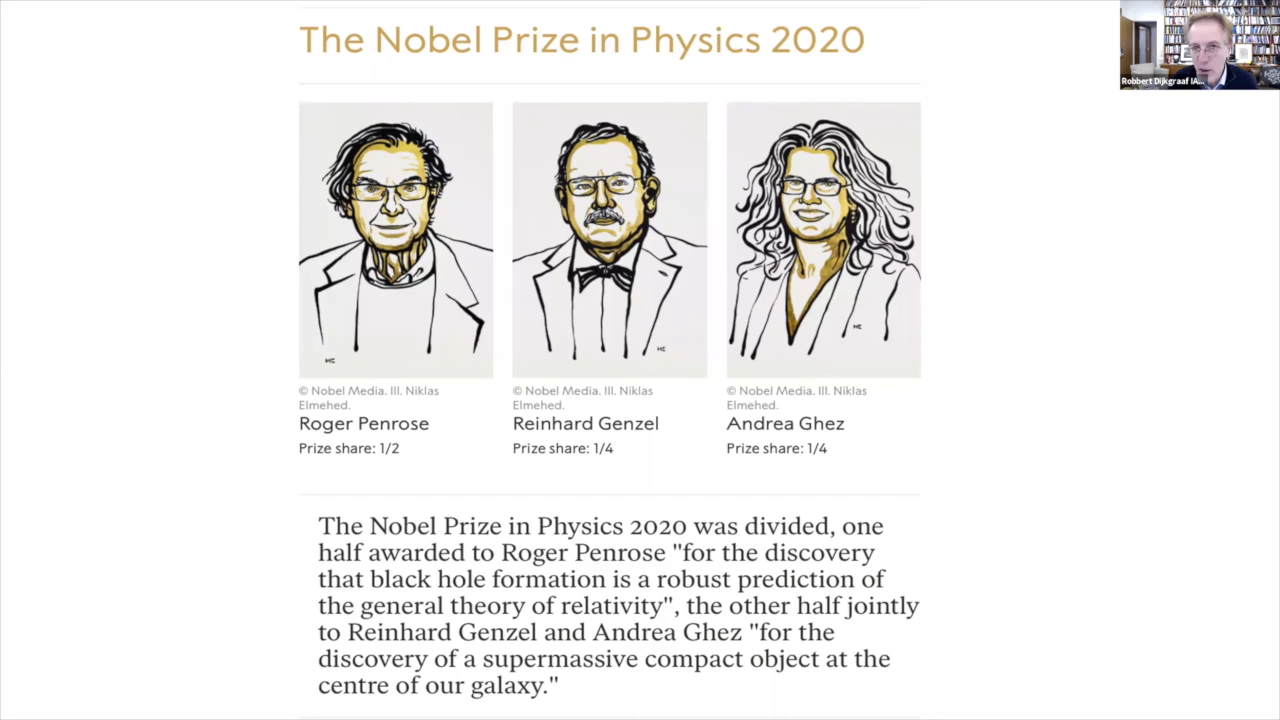 The Nobel Prize in Physics 2020
Robbert Dijkgraaf IA...
© Nobel Media. Ill. Niklas
Elmehed.
Roger Penrose
Prize share: 1/2
© Nobel Media. Ill. Niklas
Elmehed.
Reinhard Genzel
Prize share: 1/4
© Nobel Media. Ill. Niklas
Elmehed.
Andrea Ghez
Prize share: 1/4
The Nobel Prize in Physics 2020 was divided, one
half awarded to Roger Penrose "for the discovery
that black hole formation is a robust prediction of
the general theory of relativity", the other half jointly
to Reinhard Genzel and Andrea Ghez "for the
discovery of a supermassive compact object at the
centre of our galaxy."